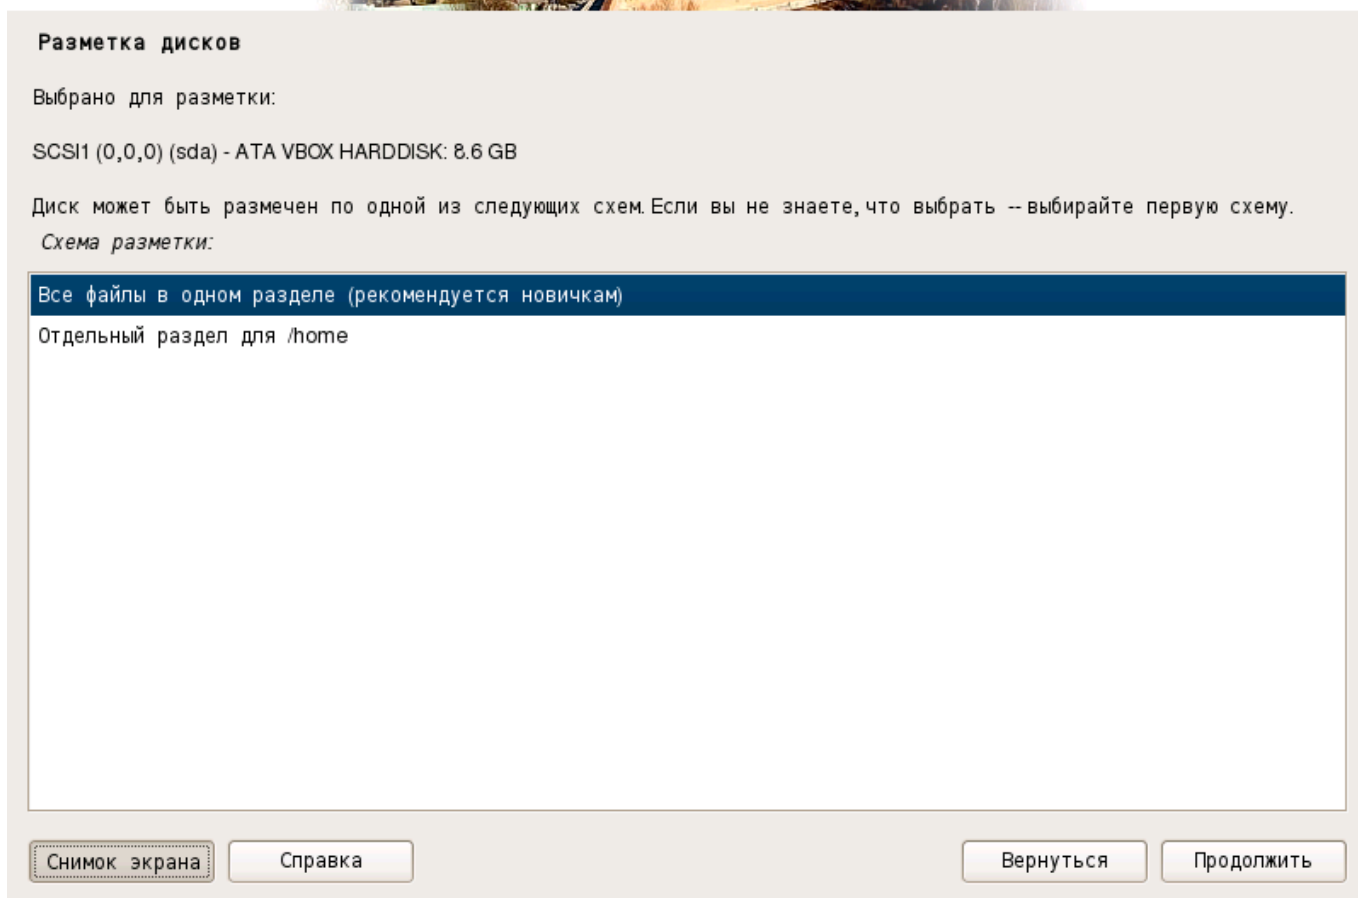 Разметка дисков
Выбрано для разметки:
SCSI1 (0,0,0) (sda) - ATA VBOX HARDDISK: 8.6 GB
Диск может быть размечен по одной из следующих схем. Если вы не знаете, что выбрать -- выбирайте первую схему.
Схема разметки:
Все файлы в одном разделе (рекомендуется новичкам)
Отдельный раздел для /home
Снимок экрана
Справка
Вернуться
Продолжить